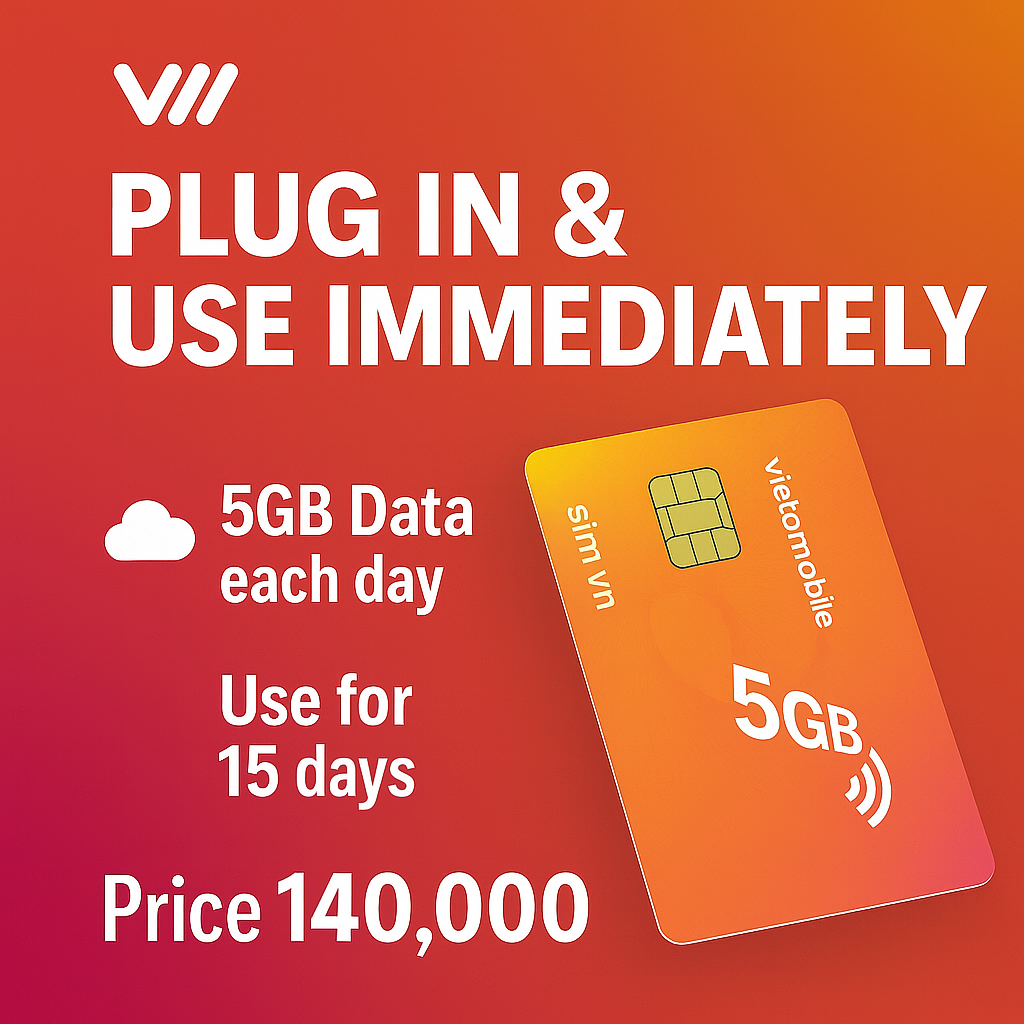 PLUG IN &
USE IMMEDIATELY
5GB Data
each day
Use for
15 days
Price 140,000
sim vn
vietomobile
5GB